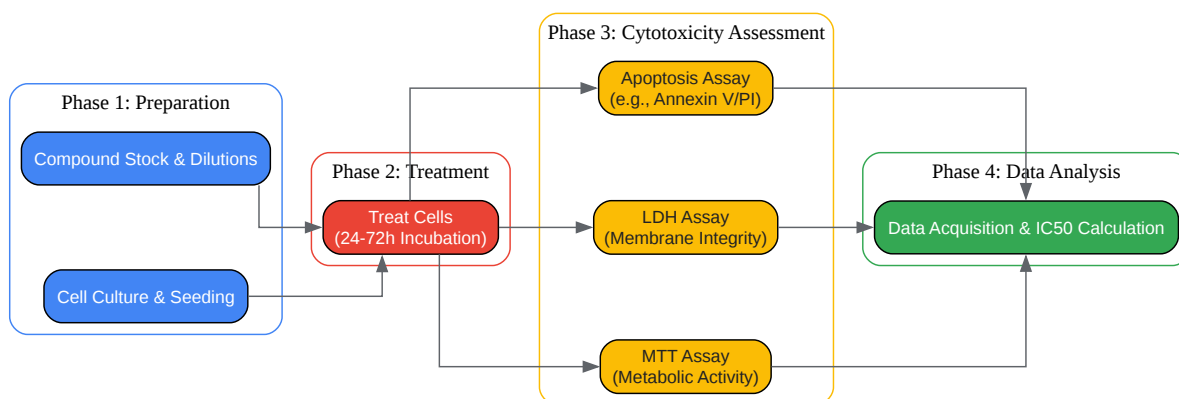 Phase 1: Preparation
Compound Stock & Dilutions
Cell Culture & Seeding
Phase 2: Treatment
Treat Cells
(24-72h Incubation)
Phase 3: Cytotoxicity Assessment
Apoptosis Assay
(e.g., Annexin V/PI)
LDH Assay
(Membrane Integrity)
MTT Assay
(Metabolic Activity)
Phase 4: Data Analysis
Data Acquisition & IC50 Calculation